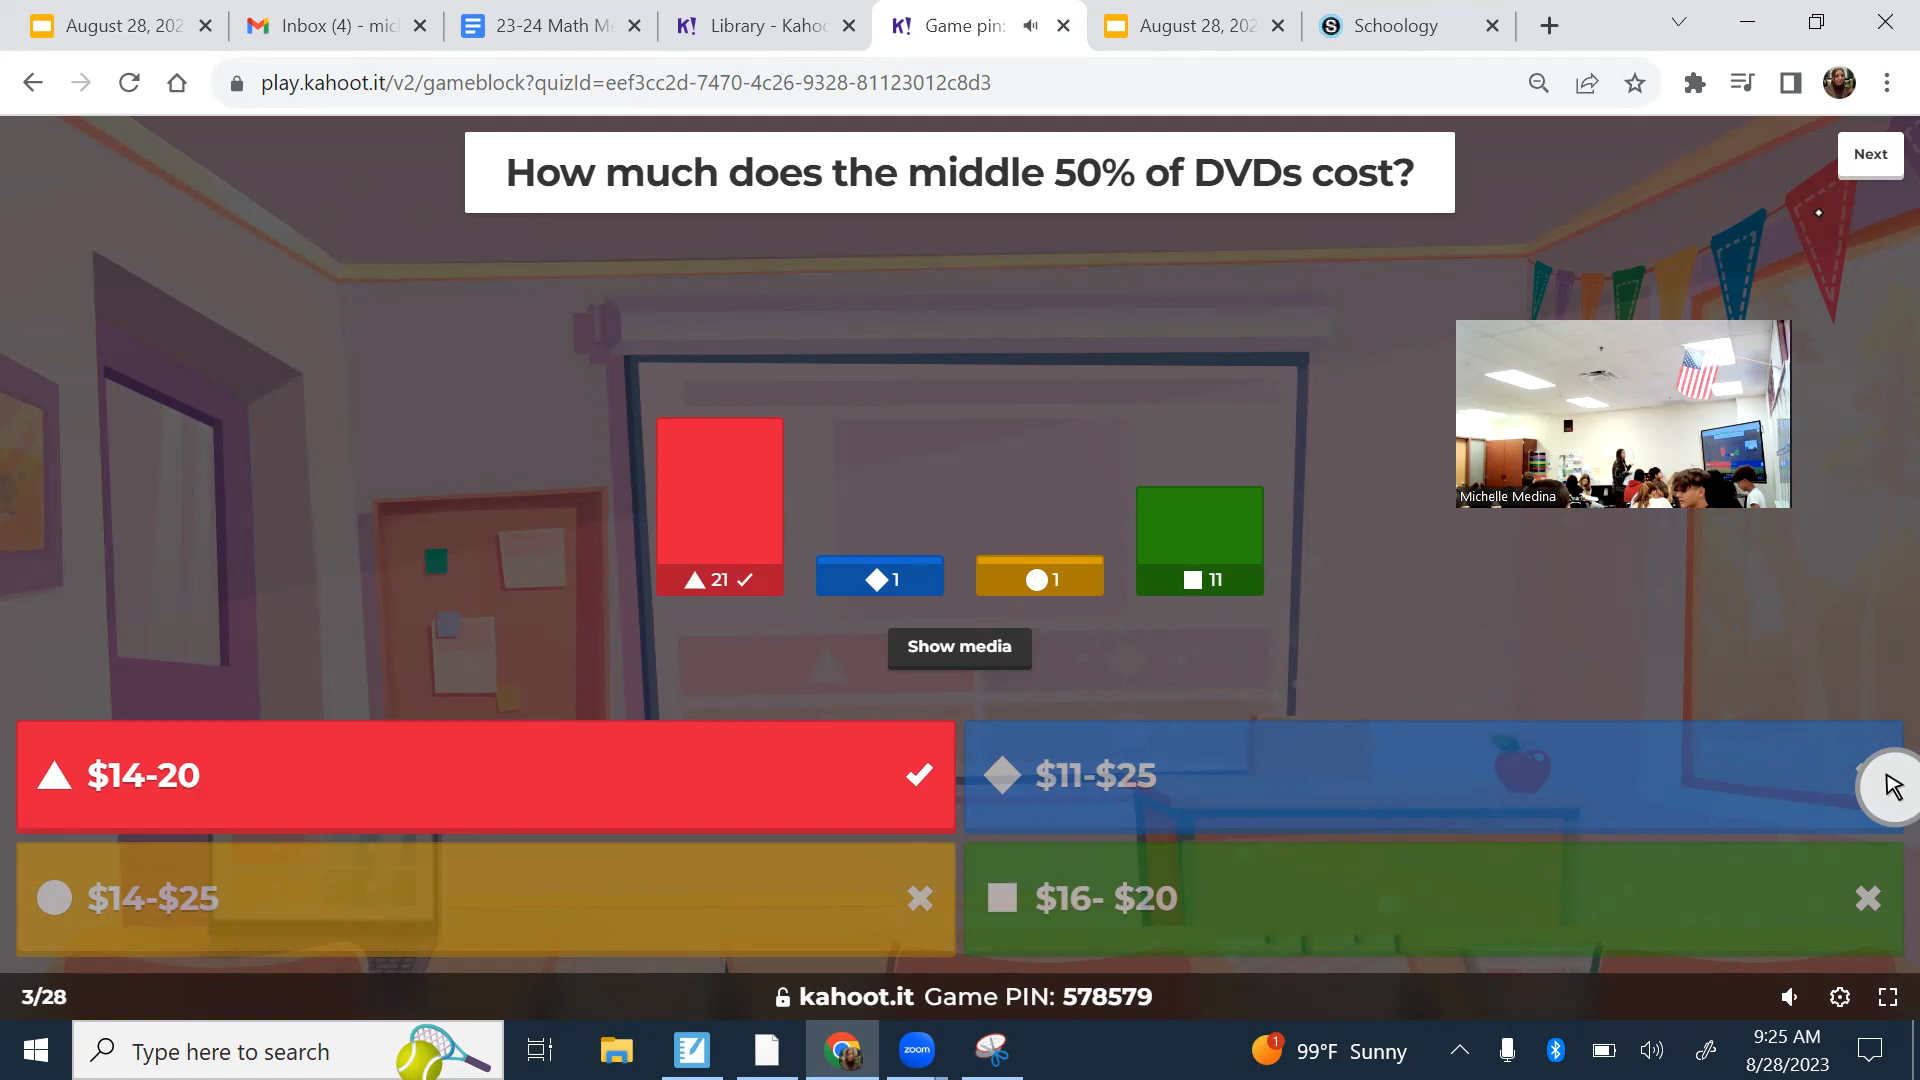 August 28, 202
Inbox (4) - mic
23-24 Math Me
Library - Kahoo
Game pin:
August 28, 202
Schoology
play.kahoot.it/v2/gameblock?quizId=eef3cc2d-7470-4c26-9328-81123012c8d3
How much does the middle 50% of DVDs cost?
Next
Michelle Medina
21
1
1
11
Show media
$14-20
$11-$25
$14-$25
$16- $20
3/28
kahoot.it Game PIN: 578579
Type here to search
zoom
1
99°F Sunny
9:25 AM
8/28/2023